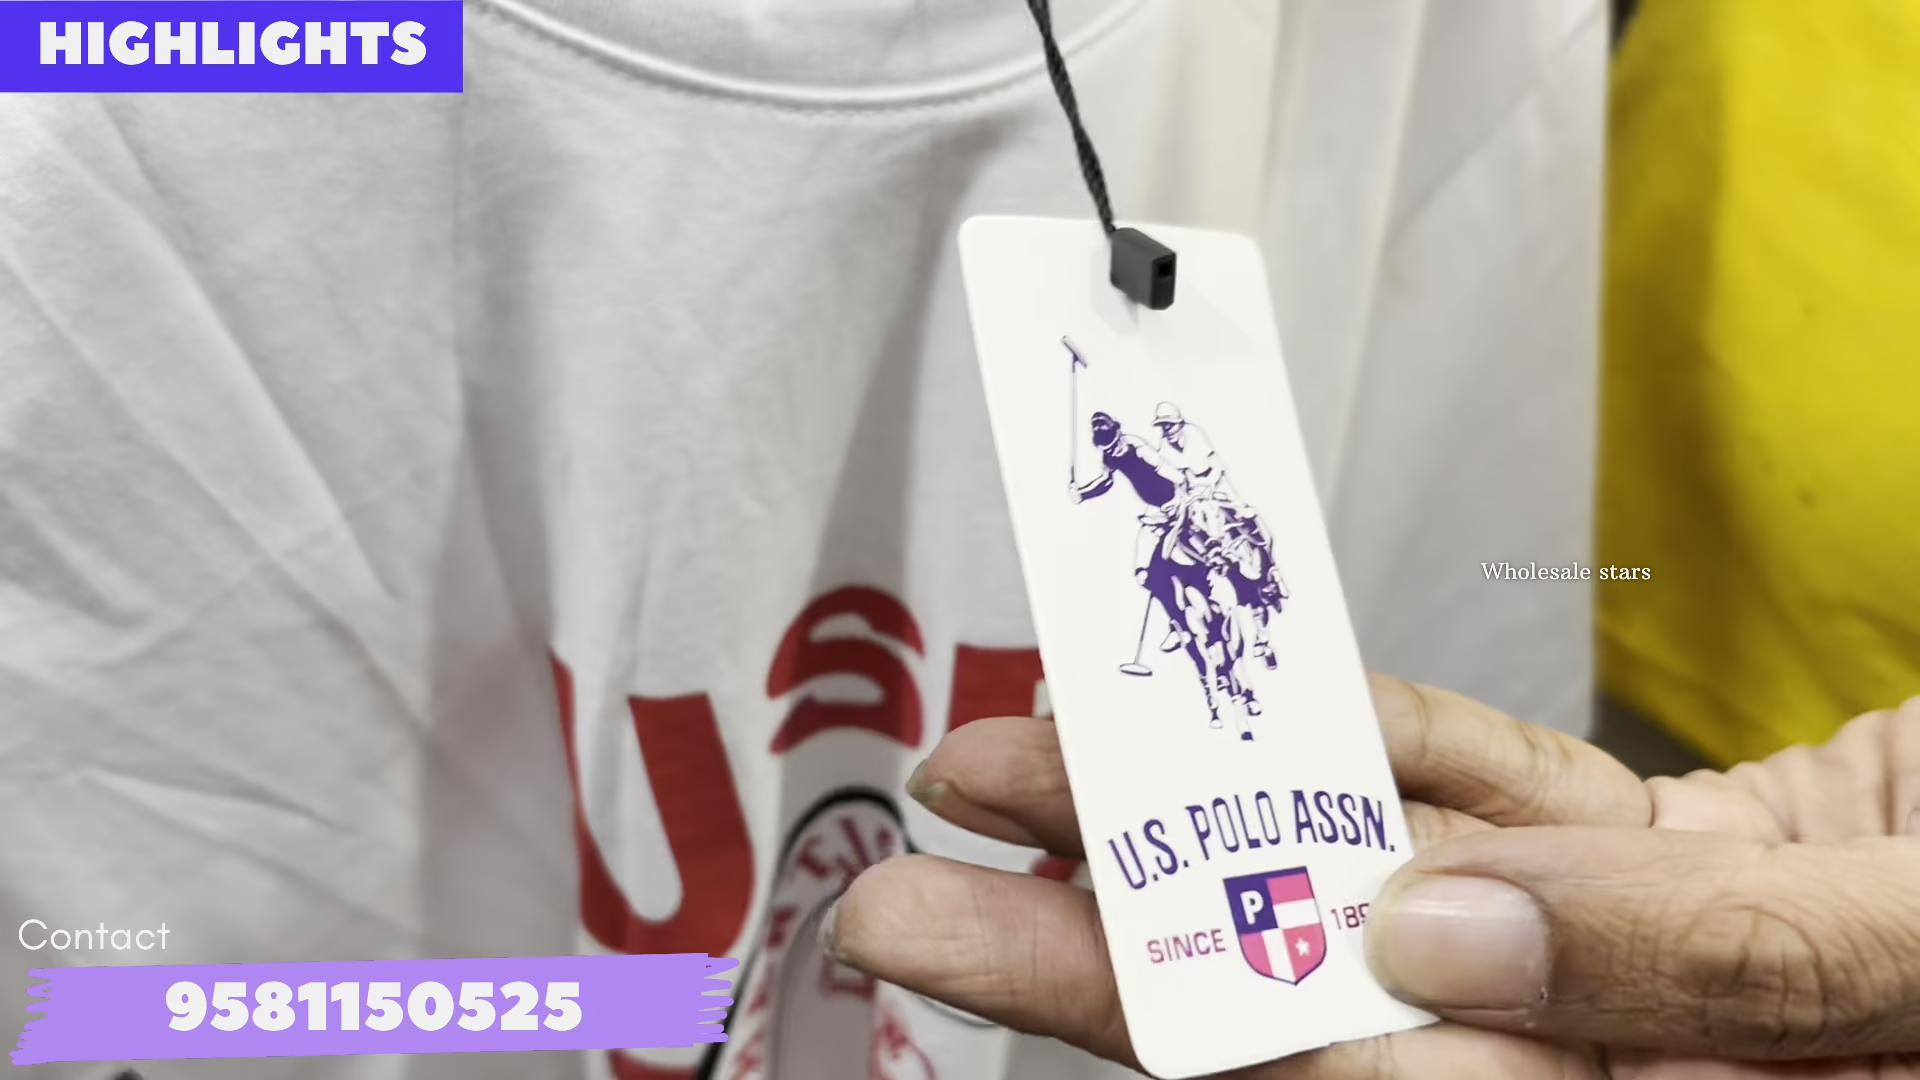 HIGHLIGHTS
Wholesale stars
U.S. POLO ASSN.
P
SINCE
Contact
9581150525